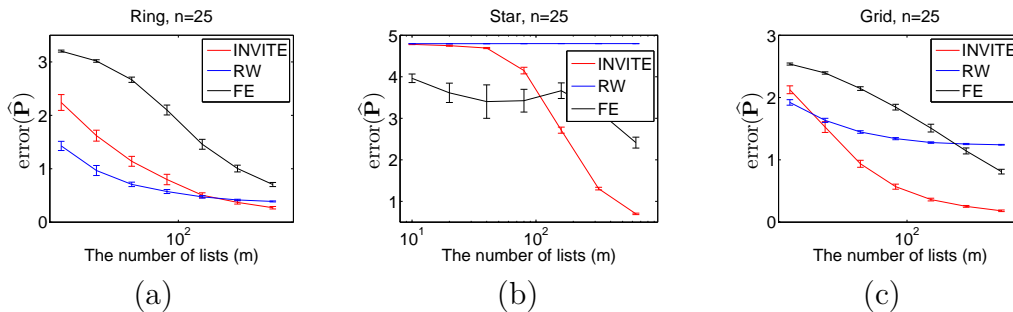 Ring, n=25
error(P̂)
3
2
1
0
INVITE
RW
FE
10²
The number of lists (m)
(a)
Star, n=25
error(P̂)
5
4
3
2
1
INVITE
RW
FE
10¹
10²
The number of lists (m)
(b)
Grid, n=25
error(P̂)
3
2
1
0
INVITE
RW
FE
10²
The number of lists (m)
(c)